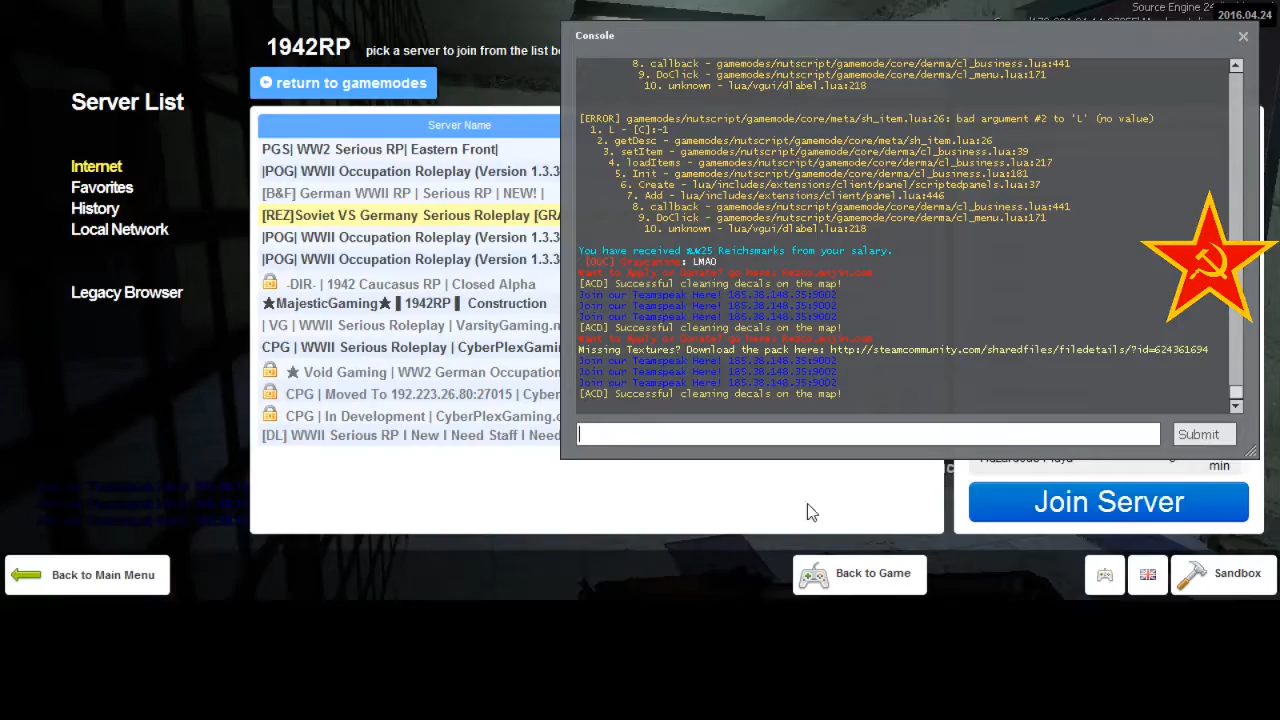 Source Engine 24
2016.04.24
1942RP pick a server to join from the list be
return to gamemodes
Server List
Internet
Favorites
History
Local Network
Legacy Browser
Server Name
PGS| WW2 Serious RP| Eastern Front|
|POG| WWII Occupation Roleplay (Version 1.3.3
[B&F] German WWII RP | Serious RP | NEW! |
[REZ]Soviet VS Germany Serious Roleplay [GRA
|POG| WWII Occupation Roleplay (Version 1.3.3
|POG| WWII Occupation Roleplay (Version 1.3.3
-DIR- | 1942 Caucasus RP | Closed Alpha
★MajesticGaming★ ▌1942RP ▌ Construction
| VG | WWII Serious Roleplay | VarsityGaming.n
CPG | WWII Serious Roleplay | CyberPlexGamin
★ Void Gaming | WW2 German Occupation
CPG | Moved To 192.223.26.80:27015 | Cyber
CPG | In Development | CyberPlexGaming.c
[DL] WWII Serious RP I New I Need Staff I Need
Console
8. callback - gamemodes/nutscript/gamemode/core/derma/cl_business.lua:441
9. DoClick - gamemodes/nutscript/gamemode/core/derma/cl_menu.lua:171
10. unknown - lua/vgui/dlabel.lua:218
[ERROR] gamemodes/nutscript/gamemode/core/meta/sh_item.lua:26: bad argument #2 to 'L' (no value)
1. L - [C]:-1
2. getDesc - gamemodes/nutscript/gamemode/core/meta/sh_item.lua:26
3. setItem - gamemodes/nutscript/gamemode/core/derma/cl_business.lua:39
4. loadItems - gamemodes/nutscript/gamemode/core/derma/cl_business.lua:217
5. Init - gamemodes/nutscript/gamemode/core/derma/cl_business.lua:181
6. Create - lua/includes/extensions/client/panel/scriptedpanels.lua:37
7. Add - lua/includes/extensions/client/panel.lua:446
8. callback - gamemodes/nutscript/gamemode/core/derma/cl_business.lua:441
9. DoClick - gamemodes/nutscript/gamemode/core/derma/cl_menu.lua:171
10. unknown - lua/vgui/dlabel.lua:218
You have received 25 Reichsmarks from your salary.
[OOC] : LMAO
Want to Apply or Donate? go Here:
[ACD] Successful cleaning decals on the map!
Join our Teamspeak Here! 185.38.148.35:9002
Join our Teamspeak Here! 185.38.148.35:9002
Join our Teamspeak Here! 185.38.148.35:9002
[ACD] Successful cleaning decals on the map!
Want to Apply or Donate? go Here:
Missing Textures? Download the pack here: http://steamcommunity.com/sharedfiles/filedetails/?id=624361694
Join our Teamspeak Here! 185.38.148.35:9002
Join our Teamspeak Here! 185.38.148.35:9002
Join our Teamspeak Here! 185.38.148.35:9002
[ACD] Successful cleaning decals on the map!
Submit
min
Join Server
Back to Main Menu
Back to Game
Sandbox